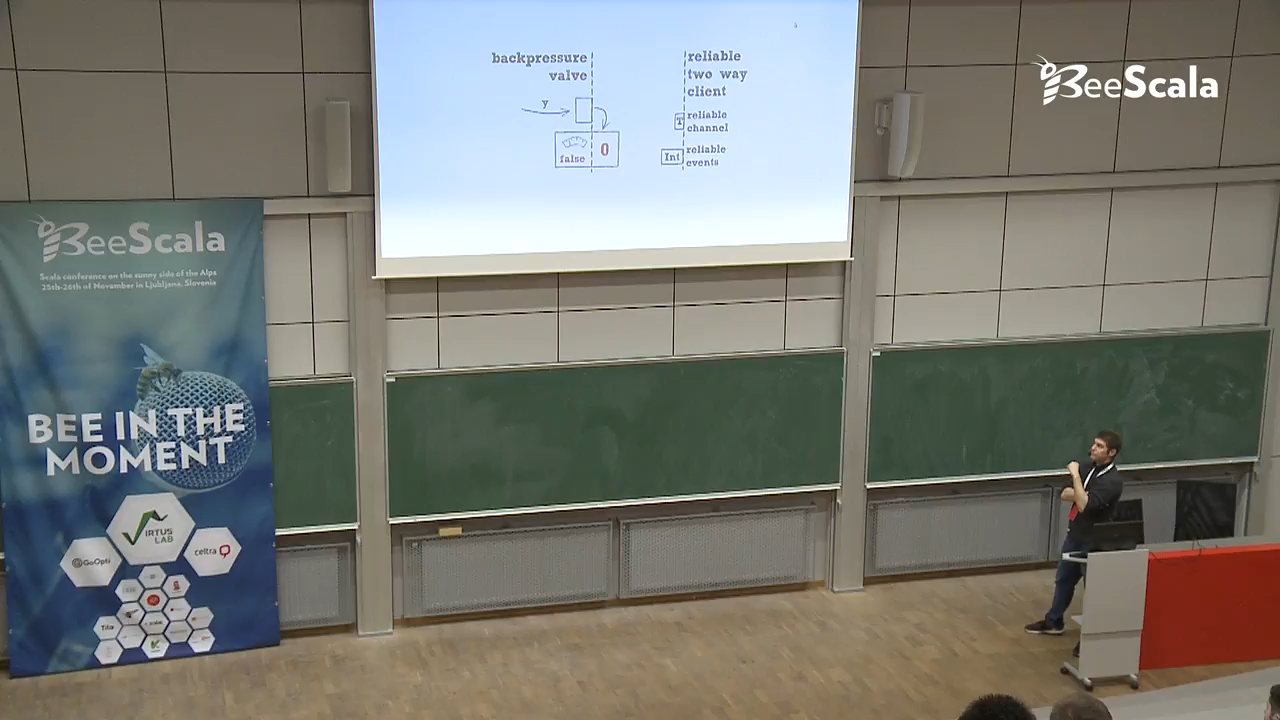 BeeScala
backpressure
valve
y
false
0
reliable
two way
client
T
reliable
channel
Int
reliable
events
BeeScala
Scala conference on the sunny side of the Alps
25th-26th of November in Ljubljana, Slovenia
BEE IN THE
MOMENT
VIRTUS
LAB
@GoOpti
celtra
Tito